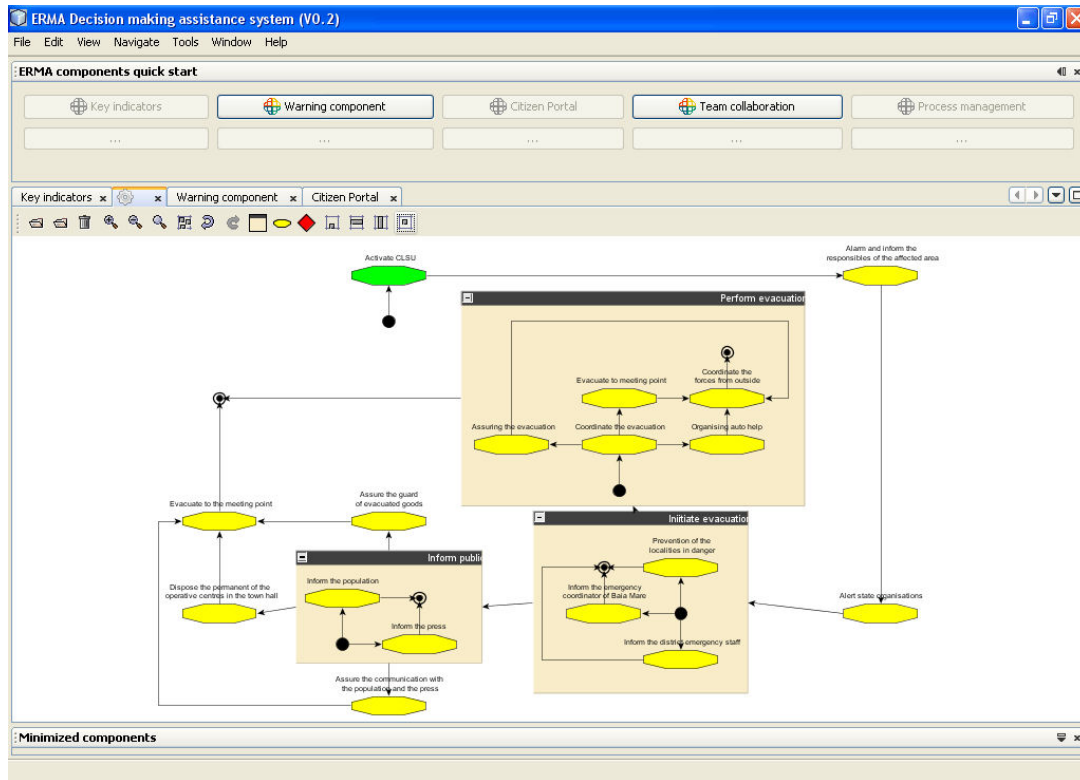 ERMA Decision making assistance system (V0.2)
File Edit View Navigate Tools Window Help
ERMA components quick start
Key indicators Warning component Citizen Portal Team collaboration Process management
... ... ... ... ...
Key indicators Warning component Citizen Portal
Activate CLSU
Alarm and inform the
responsibles of the affected area
Perform evacuation
Evacuate to meeting point
Coordinate the
forces from outside
Assuring the evacuation
Coordinate the evacuation
Organising auto help
Evacuate to the meeting point
Assure the guard
of evacuated goods
Initiate evacuation
Prevention of the
localities in danger
Inform public
Inform the population
Inform the emergency
coordinator of Baia Mare
Dispose the permanent of the
operative centres in the town hall
Alert state organisations
Inform the press
Inform the district emergency staff
Assure the communication with
the population and the press
Minimized components